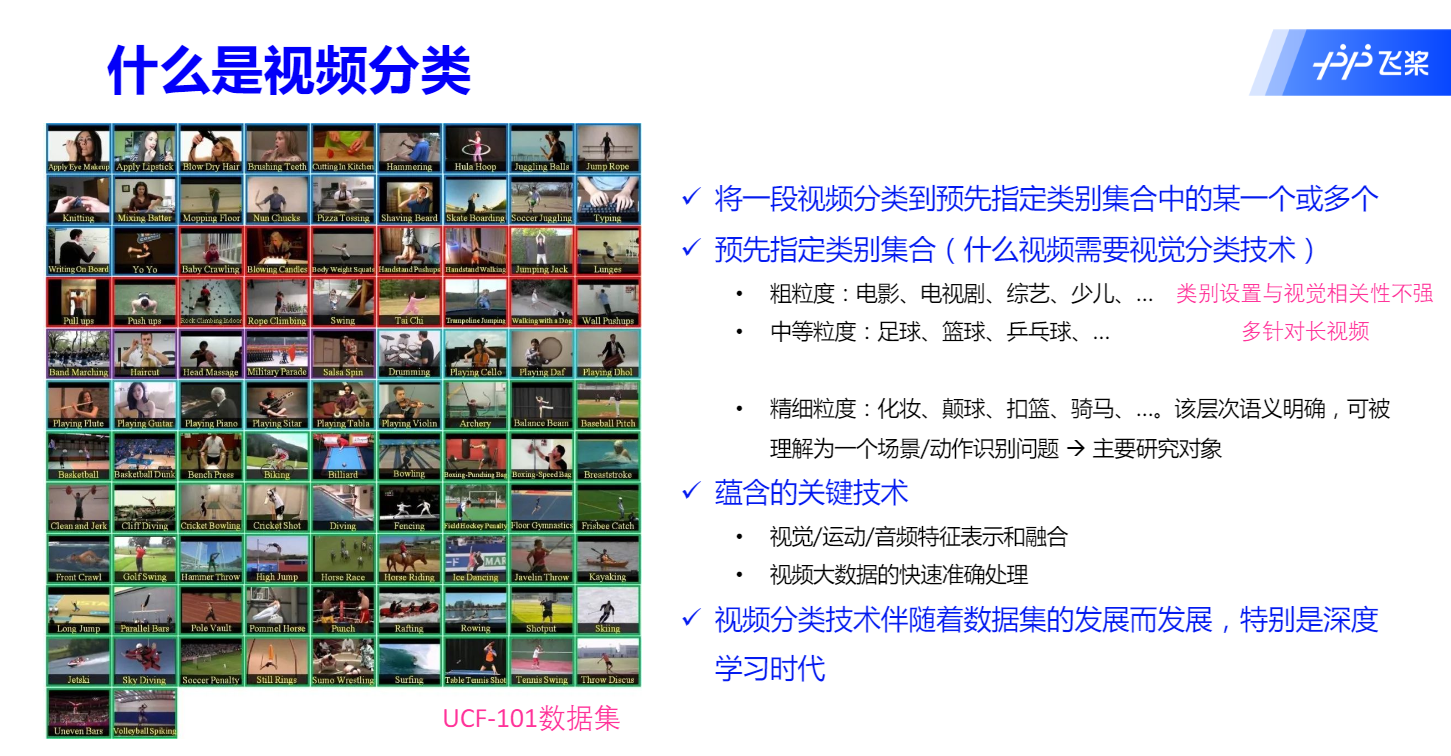 什么是视频分类
飞桨
Apply Eye Makeup Apply Lipstick Blow Dry Hair Brushing Teeth Cutting In Kitchen Hammering Hula Hoop Juggling Balls Jump Rope
Knitting Mixing Batter Mopping Floor Nun Chucks Pizza Tossing Shaving Beard Skate Boarding Soccer Juggling Typing
Writing On Board Yo Yo Baby Crawling Blowing Candles Body Weight Squats Handstand Pushups Handstand Walking Jumping Jack Lunges
Pull ups Push ups Rock Climbing Indoor Rope Climbing Swing Tai Chi Trampoline Jumping Walking with a Dog Wall Pushups
Band Marching Haircut Head Massage Military Parade Salsa Spin Drumming Playing Cello Playing Daf Playing Dhol
Playing Flute Playing Guitar Playing Piano Playing Sitar Playing Tabla Playing Violin Archery Balance Beam Baseball Pitch
Basketball Basketball Dunk Bench Press Biking Billiard Bowling Boxing-Punching Bag Boxing-Speed Bag Breaststroke
Clean and Jerk Cliff Diving Cricket Bowling Cricket Shot Diving Fencing Field Hockey Penalty Floor Gymnastics Frisbee Catch
Front Crawl Golf Swing Hammer Throw High Jump Horse Race Horse Riding Ice Dancing Javelin Throw Kayaking
Long Jump Parallel Bars Pole Vault Pommel Horse Punch Rafting Rowing Shotput Skiing
Jetski Sky Diving Soccer Penalty Still Rings Sumo Wrestling Surfing Table Tennis Shot Tennis Swing Throw Discus
Uneven Bars Volleyball Spiking
UCF-101数据集
✓ 将一段视频分类到预先指定类别集合中的某一个或多个
✓ 预先指定类别集合（什么视频需要视觉分类技术）
• 粗粒度：电影、电视剧、综艺、少儿、… 类别设置与视觉相关性不强
• 中等粒度：足球、篮球、乒乓球、… 多针对长视频
• 精细粒度：化妆、颠球、扣篮、骑马、…。该层次语义明确，可被
理解为一个场景/动作识别问题 → 主要研究对象
✓ 蕴含的关键技术
• 视觉/运动/音频特征表示和融合
• 视频大数据的快速准确处理
✓ 视频分类技术伴随着数据集的发展而发展，特别是深度
学习时代